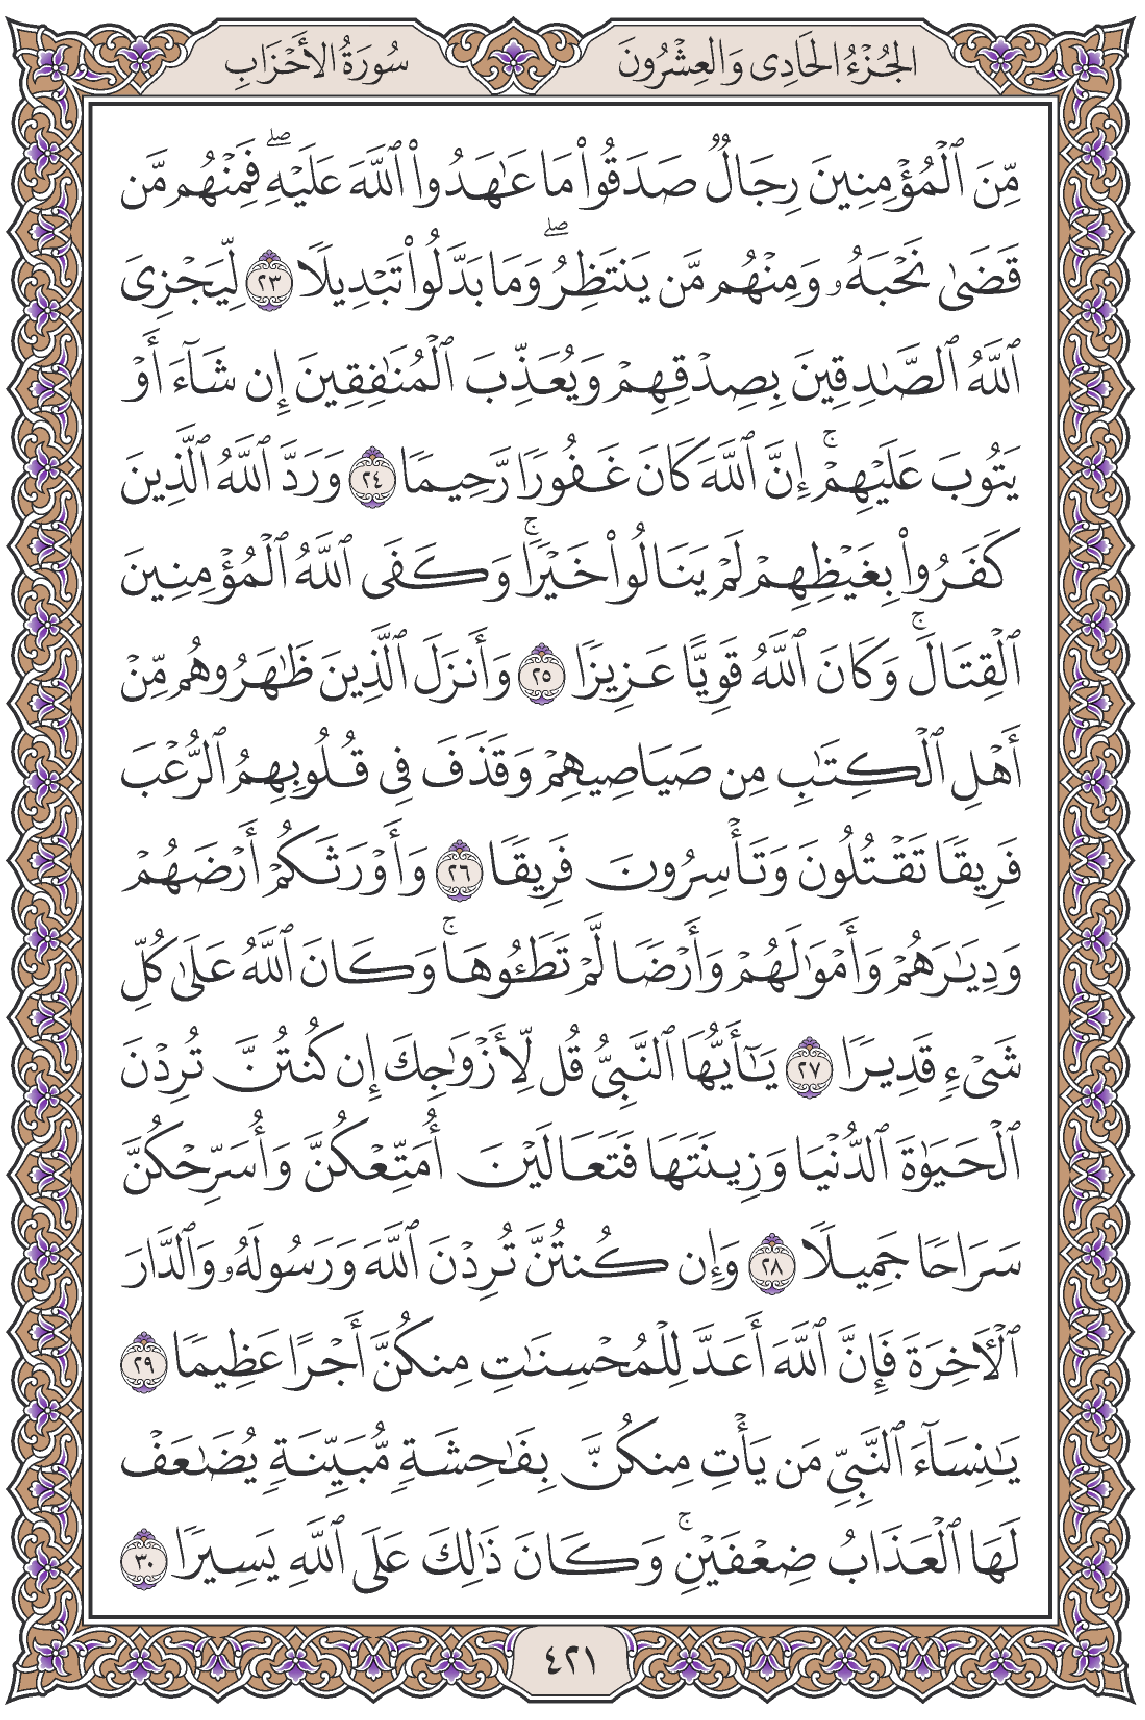 الجُزْءُ الحَادِى وَالعِشْرُونَ
سُورَةُ الأَحْزَابِ
مِّنَ ٱلْمُؤْمِنِينَ رِجَالٌ صَدَقُوا۟ مَا عَـٰهَدُوا۟ ٱللَّهَ عَلَيْهِ ۖ فَمِنْهُم مَّن
قَضَىٰ نَحْبَهُۥ وَمِنْهُم مَّن يَنتَظِرُ ۖ وَمَا بَدَّلُوا۟ تَبْدِيلًا ٢٣ لِّيَجْزِىَ
ٱللَّهُ ٱلصَّـٰدِقِينَ بِصِدْقِهِمْ وَيُعَذِّبَ ٱلْمُنَـٰفِقِينَ إِن شَآءَ أَوْ
يَتُوبَ عَلَيْهِمْ ۚ إِنَّ ٱللَّهَ كَانَ غَفُورًا رَّحِيمًا ٢٤ وَرَدَّ ٱللَّهُ ٱلَّذِينَ
كَفَرُوا۟ بِغَيْظِهِمْ لَمْ يَنَالُوا۟ خَيْرًا ۚ وَكَفَى ٱللَّهُ ٱلْمُؤْمِنِينَ
ٱلْقِتَالَ ۚ وَكَانَ ٱللَّهُ قَوِيًّا عَزِيزًا ٢٥ وَأَنزَلَ ٱلَّذِينَ ظَـٰهَرُوهُم مِّنْ
أَهْلِ ٱلْكِتَـٰبِ مِن صَيَاصِيهِمْ وَقَذَفَ فِى قُلُوبِهِمُ ٱلرُّعْبَ
فَرِيقًا تَقْتُلُونَ وَتَأْسِرُونَ فَرِيقًا ٢٦ وَأَوْرَثَكُمْ أَرْضَهُمْ
وَدِيَـٰرَهُمْ وَأَمْوَٰلَهُمْ وَأَرْضًا لَّمْ تَطَـُٔوهَا ۚ وَكَانَ ٱللَّهُ عَلَىٰ كُلِّ
شَىْءٍ قَدِيرًا ٢٧ يَـٰٓأَيُّهَا ٱلنَّبِىُّ قُل لِّأَزْوَٰجِكَ إِن كُنتُنَّ تُرِدْنَ
ٱلْحَيَوٰةَ ٱلدُّنْيَا وَزِينَتَهَا فَتَعَالَيْنَ أُمَتِّعْكُنَّ وَأُسَرِّحْكُنَّ
سَرَاحًا جَمِيلًا ٢٨ وَإِن كُنتُنَّ تُرِدْنَ ٱللَّهَ وَرَسُولَهُۥ وَٱلدَّارَ
ٱلْـَٔاخِرَةَ فَإِنَّ ٱللَّهَ أَعَدَّ لِلْمُحْسِنَـٰتِ مِنكُنَّ أَجْرًا عَظِيمًا ٢٩
يَـٰنِسَآءَ ٱلنَّبِىِّ مَن يَأْتِ مِنكُنَّ بِفَـٰحِشَةٍ مُّبَيِّنَةٍ يُضَـٰعَفْ
لَهَا ٱلْعَذَابُ ضِعْفَيْنِ ۚ وَكَانَ ذَٰلِكَ عَلَى ٱللَّهِ يَسِيرًا ٣٠
٤٢١